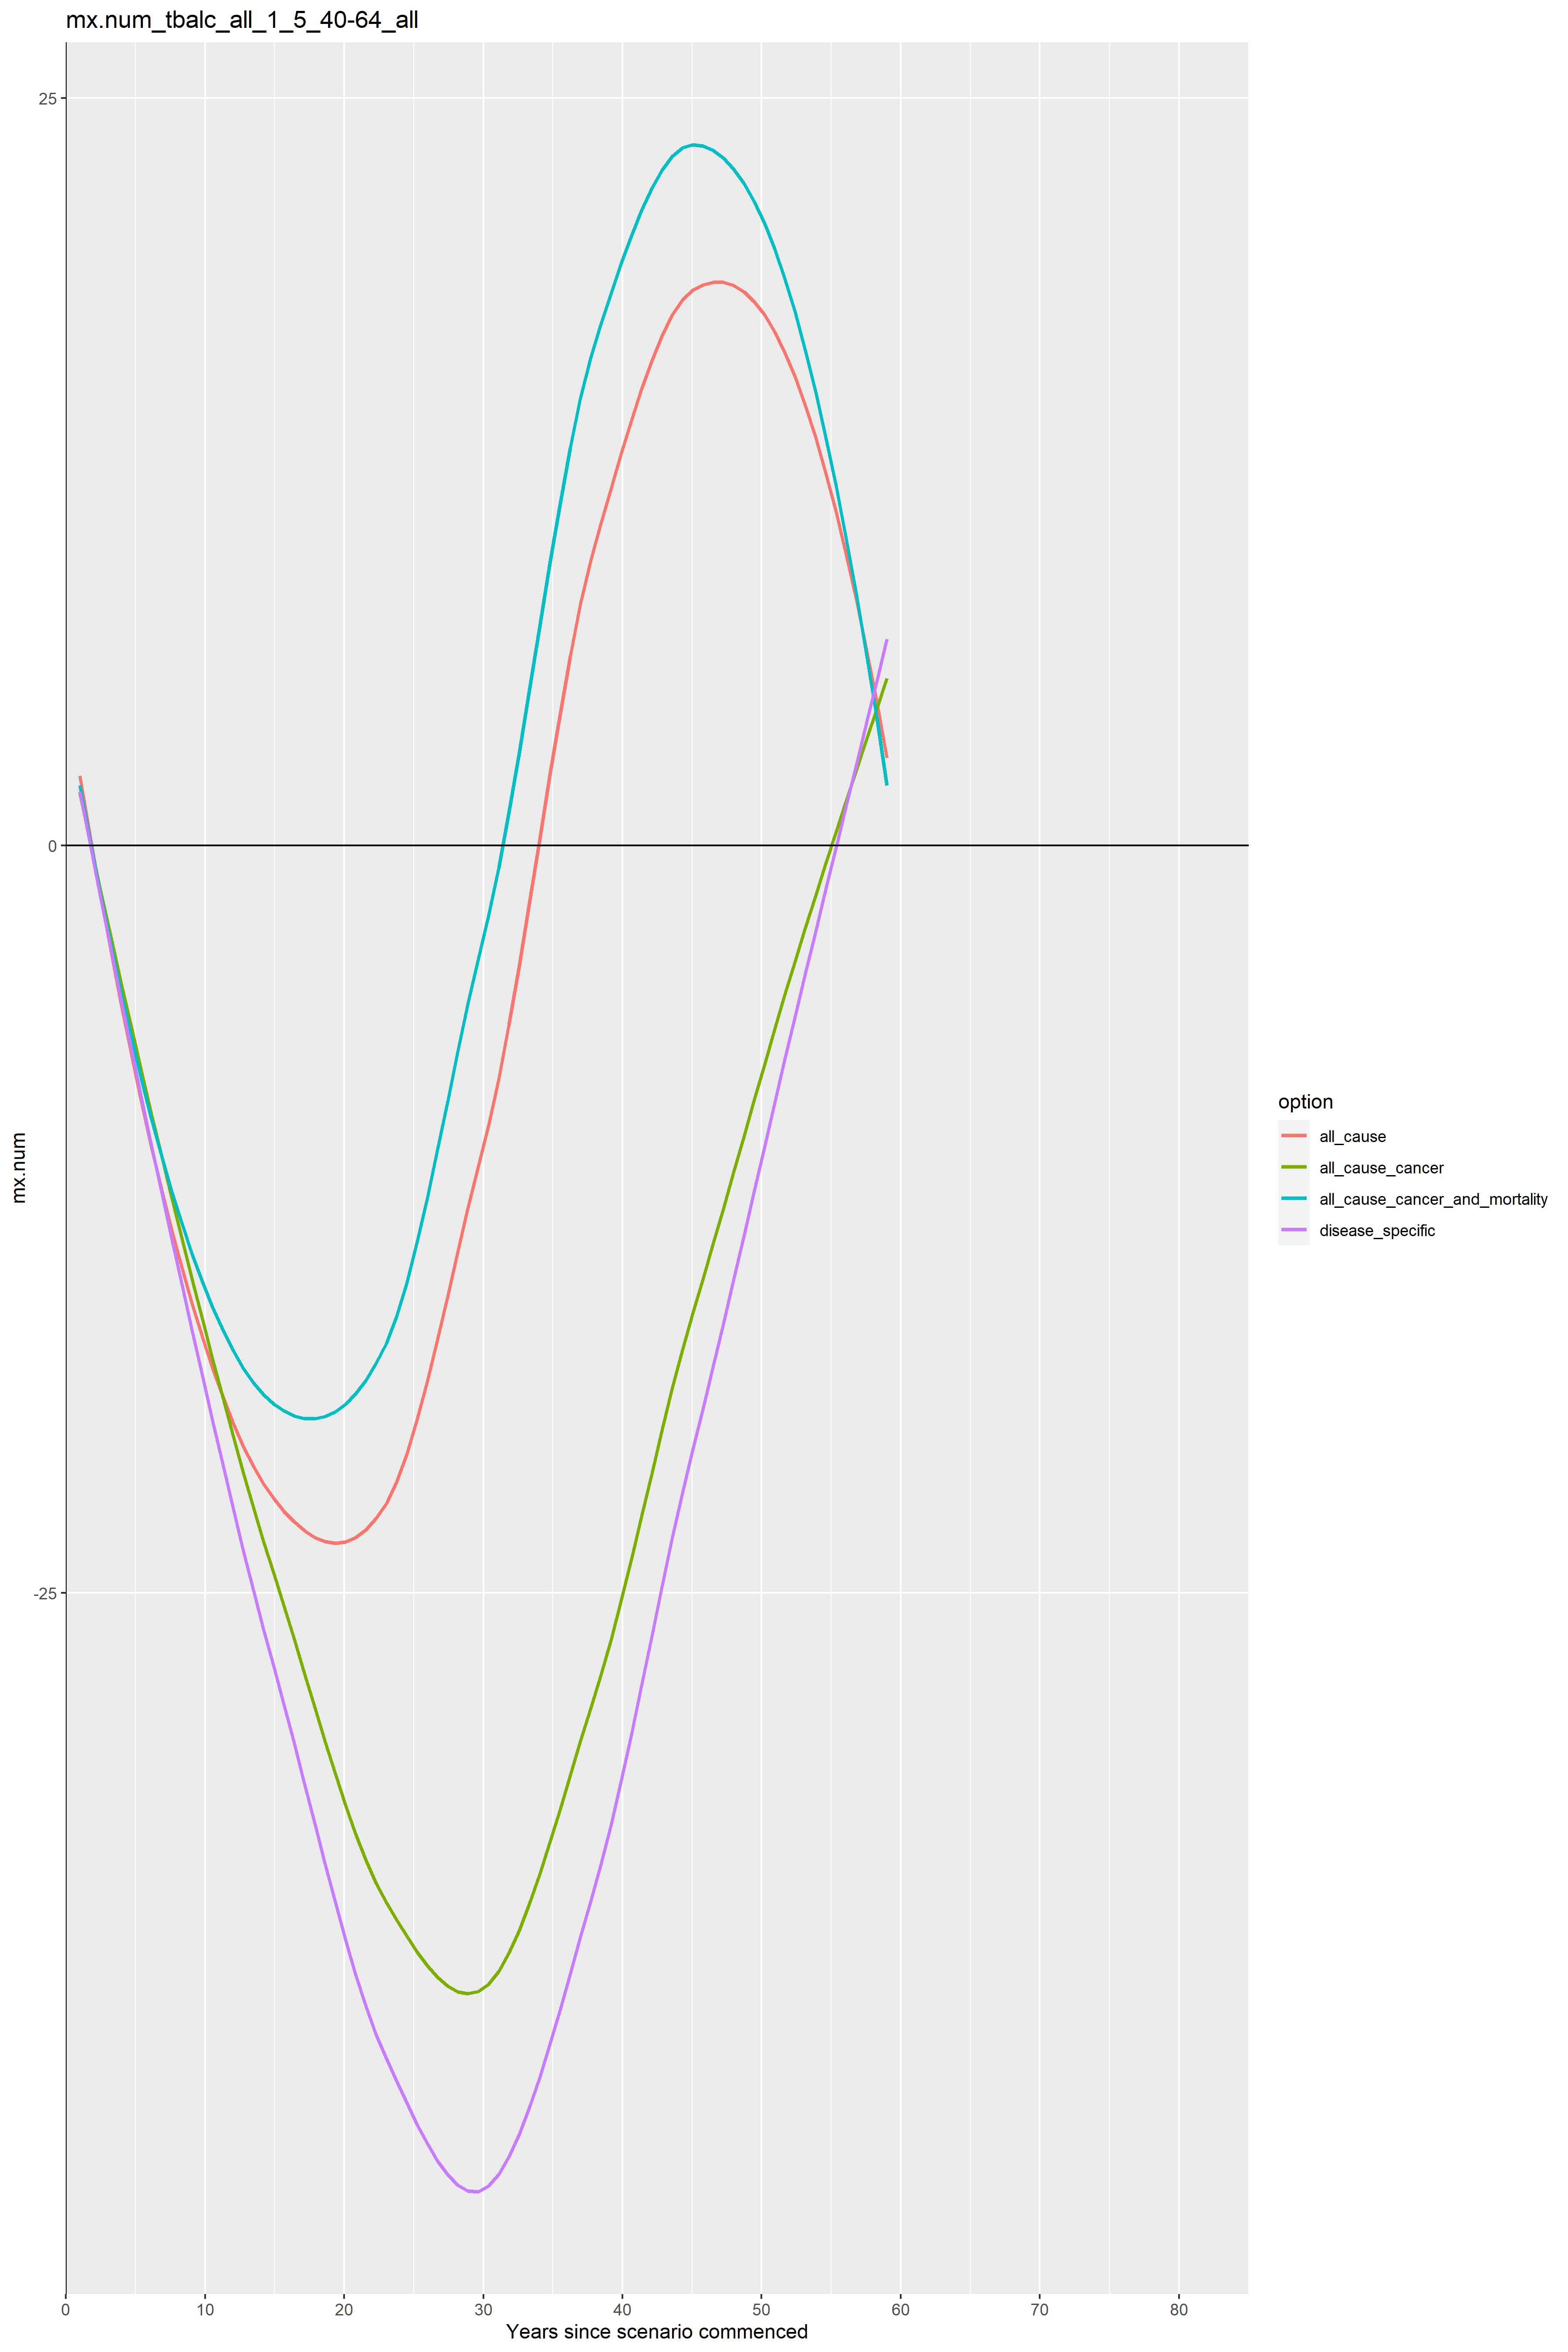 mx.num_tbalc_all_1_5_40-64_all
25
0
-25
mx.num
0 10 20 30 40 50 60 70 80
Years since scenario commenced
option
all_cause
all_cause_cancer
all_cause_cancer_and_mortality
disease_specific